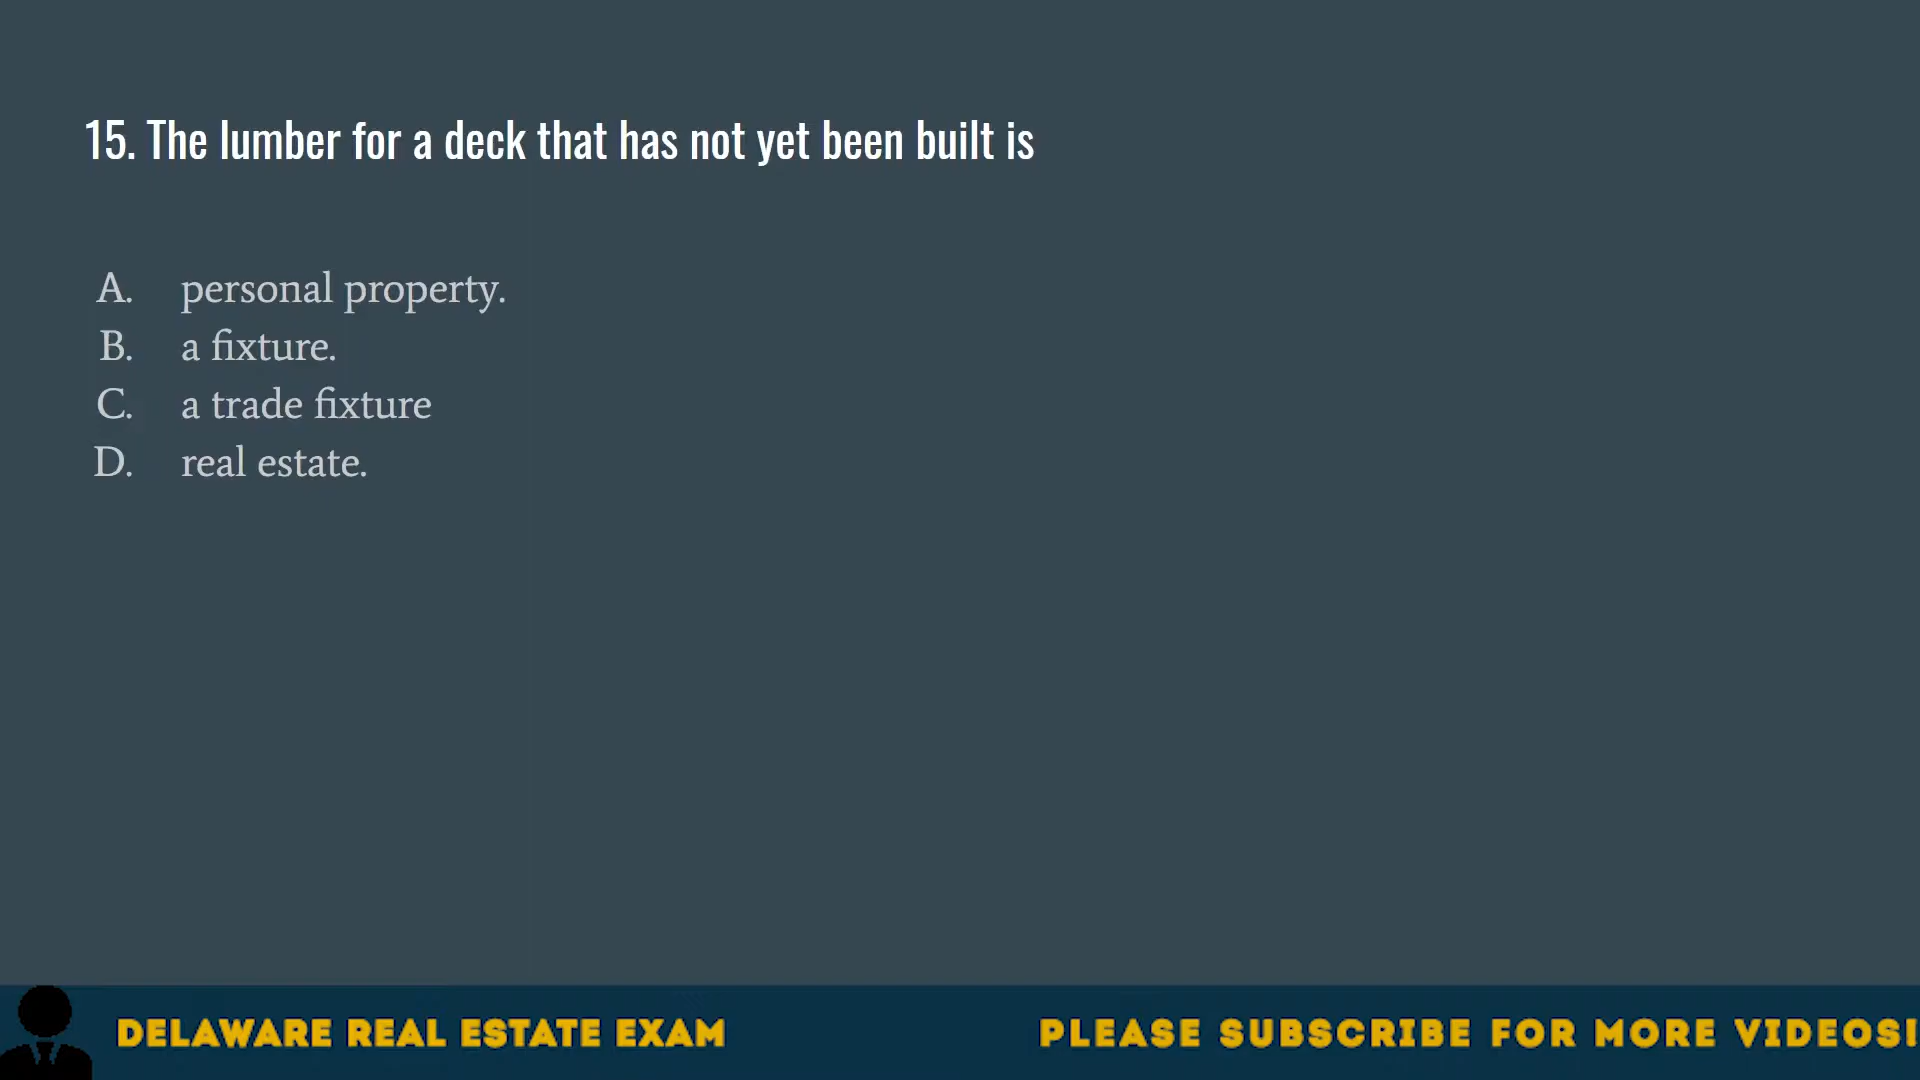 15. The lumber for a deck that has not yet been built is
A. personal property.
B. a fixture.
C. a trade fixture
D. real estate.
DELAWARE REAL ESTATE EXAM
PLEASE SUBSCRIBE FOR MORE VIDEOS!